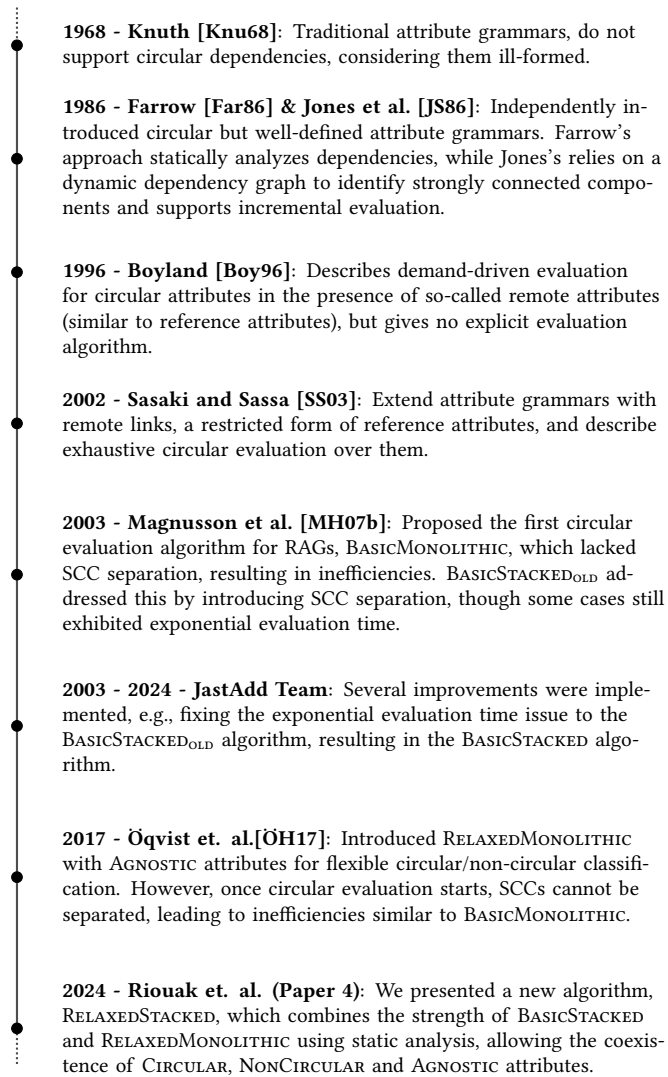 1968 - Knuth [Knu68]: Traditional attribute grammars, do not
support circular dependencies, considering them ill-formed.
1986 - Farrow [Far86] & Jones et al. [JS86]: Independently in-
troduced circular but well-defined attribute grammars. Farrow's
approach statically analyzes dependencies, while Jones's relies on a
dynamic dependency graph to identify strongly connected compo-
nents and supports incremental evaluation.
1996 - Boyland [Boy96]: Describes demand-driven evaluation
for circular attributes in the presence of so-called remote attributes
(similar to reference attributes), but gives no explicit evaluation
algorithm.
2002 - Sasaki and Sassa [SS03]: Extend attribute grammars with
remote links, a restricted form of reference attributes, and describe
exhaustive circular evaluation over them.
2003 - Magnusson et al. [MH07b]: Proposed the first circular
evaluation algorithm for RAGs, BasicMonolithic, which lacked
SCC separation, resulting in inefficiencies. BasicStackedOLD ad-
dressed this by introducing SCC separation, though some cases still
exhibited exponential evaluation time.
2003 - 2024 - JastAdd Team: Several improvements were imple-
mented, e.g., fixing the exponential evaluation time issue to the
BasicStackedOLD algorithm, resulting in the BasicStacked algo-
rithm.
2017 - Öqvist et. al.[ÖH17]: Introduced RelaxedMonolithic
with Agnostic attributes for flexible circular/non-circular classifi-
cation. However, once circular evaluation starts, SCCs cannot be
separated, leading to inefficiencies similar to BasicMonolithic.
2024 - Riouak et. al. (Paper 4): We presented a new algorithm,
RelaxedStacked, which combines the strength of BasicStacked
and RelaxedMonolithic using static analysis, allowing the coexis-
tence of Circular, NonCircular and Agnostic attributes.